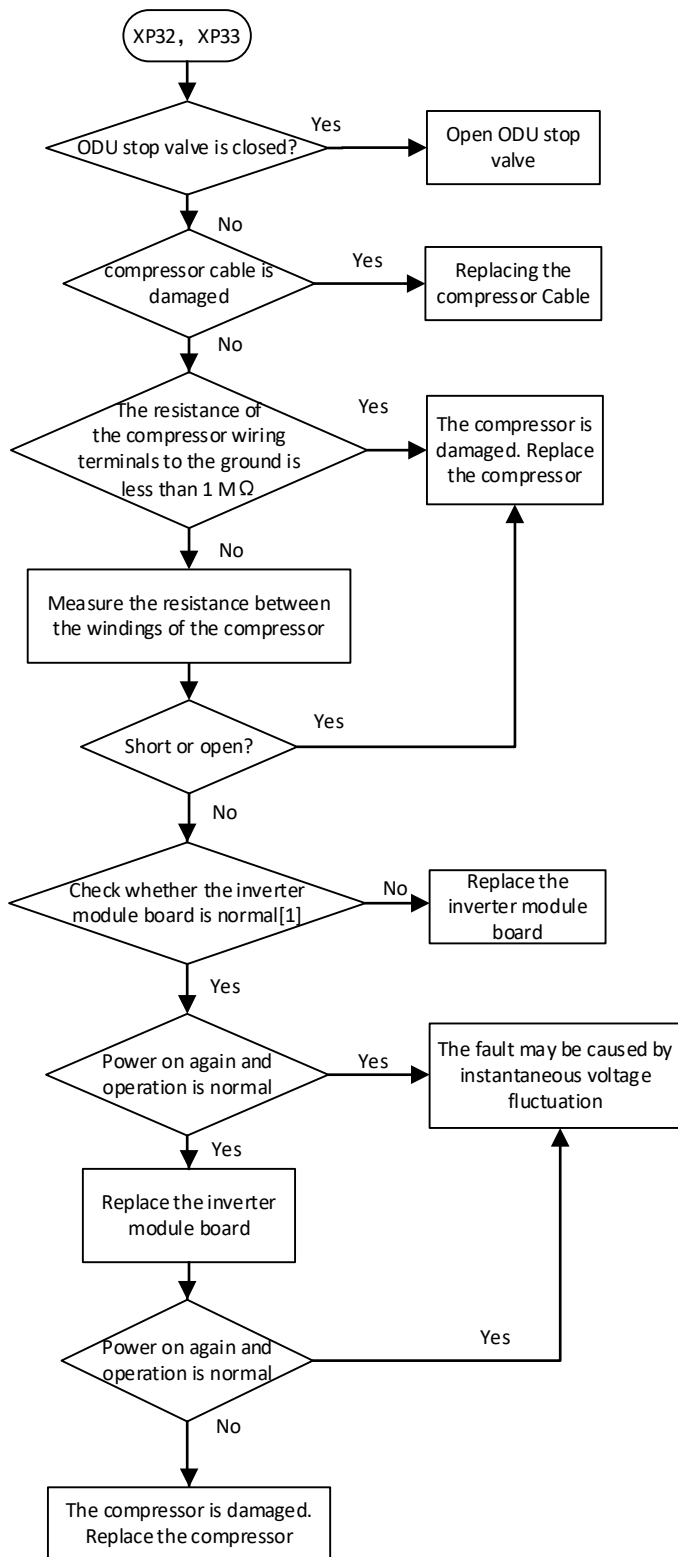 XP32, XP33
ODU stop valve is closed?
Yes
Open ODU stop
valve
No
compressor cable is
damaged
Yes
Replacing the
compressor Cable
No
The resistance of
the compressor wiring
terminals to the ground is
less than 1 MΩ
Yes
The compressor is
damaged. Replace
the compressor
No
Measure the resistance between
the windings of the compressor
Short or open?
Yes
No
Check whether the inverter
module board is normal[1]
No
Replace the
inverter module
board
Yes
Power on again and
operation is normal
Yes
The fault may be caused by
instantaneous voltage
fluctuation
Yes
Replace the inverter
module board
Power on again and
operation is normal
Yes
No
The compressor is damaged.
Replace the compressor